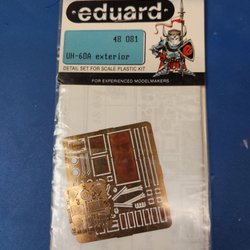 eduard
48 081
UH-60A exterior
DETAIL SET FOR SCALE PLASTIC KIT
FOR EXPERIENCED MODELMAKERS